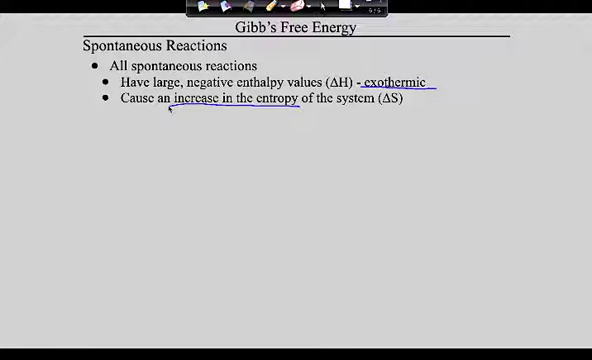 Gibb's Free Energy
Spontaneous Reactions
● All spontaneous reactions
● Have large, negative enthalpy values (ΔH) - exothermic
● Cause an increase in the entropy of the system (ΔS)